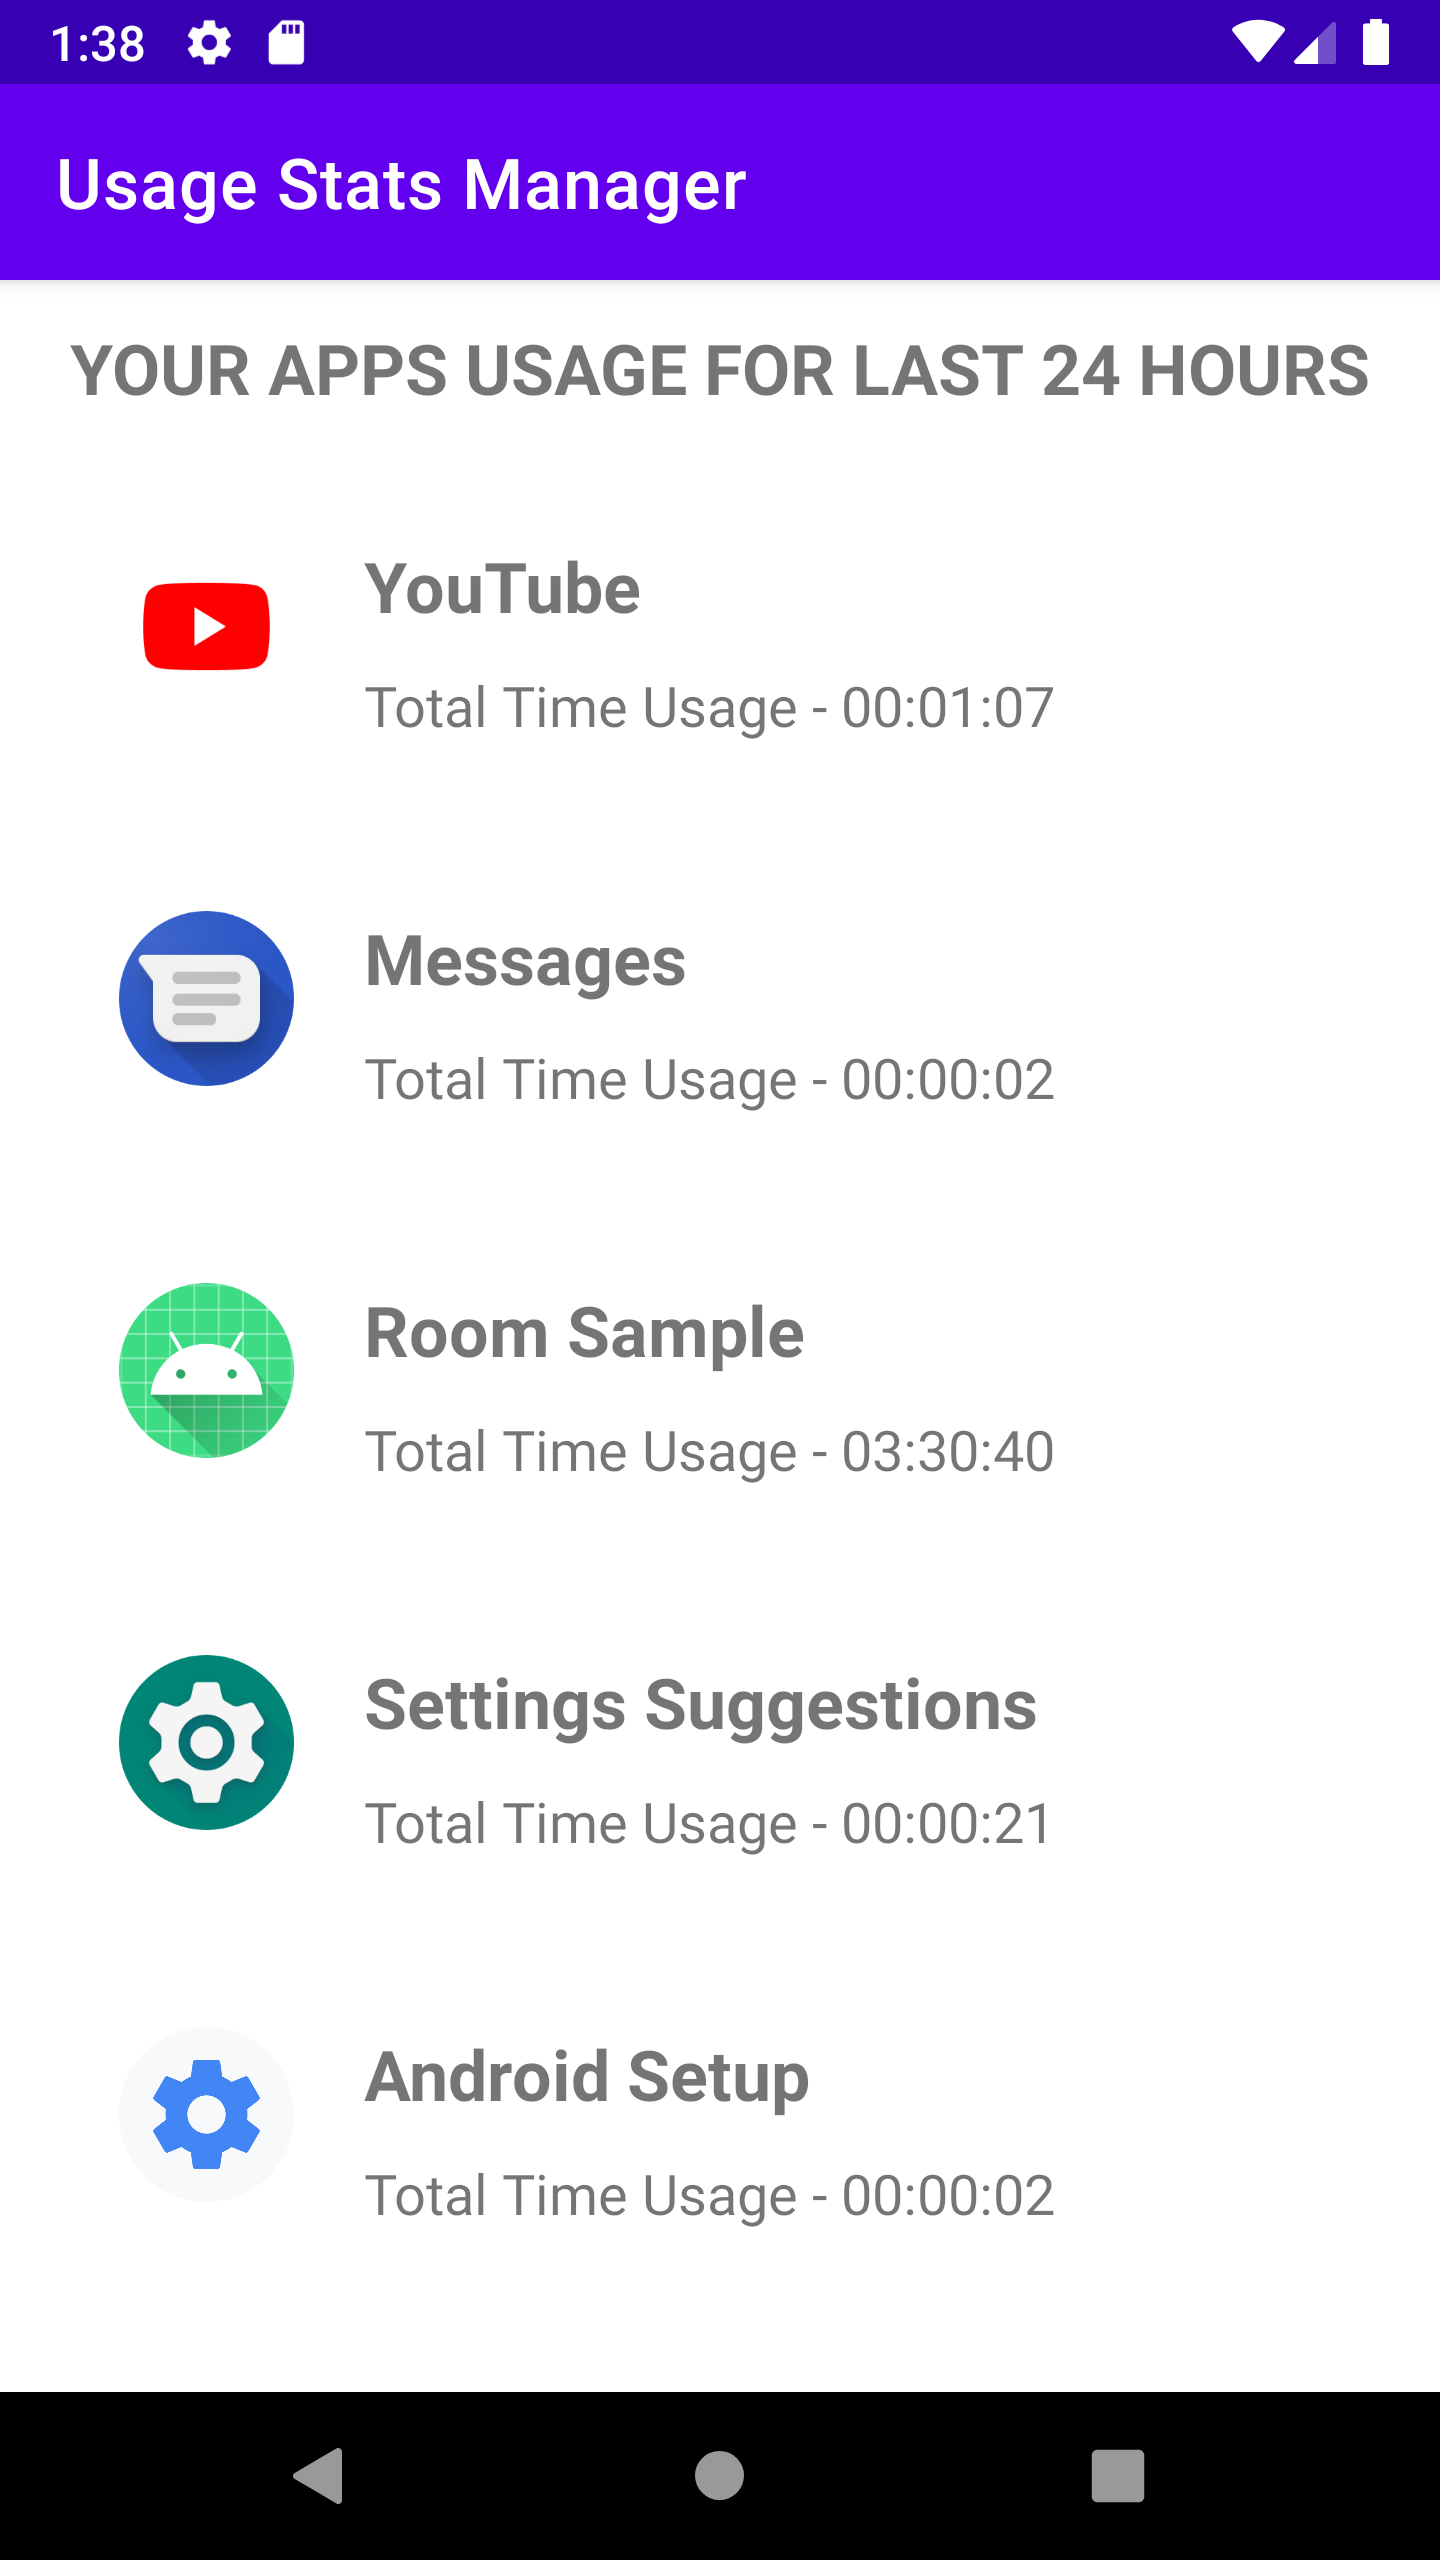 1:38
Usage Stats Manager
YOUR APPS USAGE FOR LAST 24 HOURS
YouTube
Total Time Usage - 00:01:07
Messages
Total Time Usage - 00:00:02
Room Sample
Total Time Usage - 03:30:40
Settings Suggestions
Total Time Usage - 00:00:21
Android Setup
Total Time Usage - 00:00:02